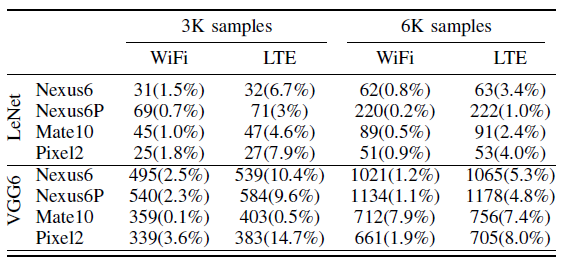 3K samples 6K samples
WiFi LTE WiFi LTE
LeNet
Nexus6 31(1.5%) 32(6.7%) 62(0.8%) 63(3.4%)
Nexus6P 69(0.7%) 71(3%) 220(0.2%) 222(1.0%)
Mate10 45(1.0%) 47(4.6%) 89(0.5%) 91(2.4%)
Pixel2 25(1.8%) 27(7.9%) 51(0.9%) 53(4.0%)
VGG6
Nexus6 495(2.5%) 539(10.4%) 1021(1.2%) 1065(5.3%)
Nexus6P 540(2.3%) 584(9.6%) 1134(1.1%) 1178(4.8%)
Mate10 359(0.1%) 403(0.5%) 712(7.9%) 756(7.4%)
Pixel2 339(3.6%) 383(14.7%) 661(1.9%) 705(8.0%)